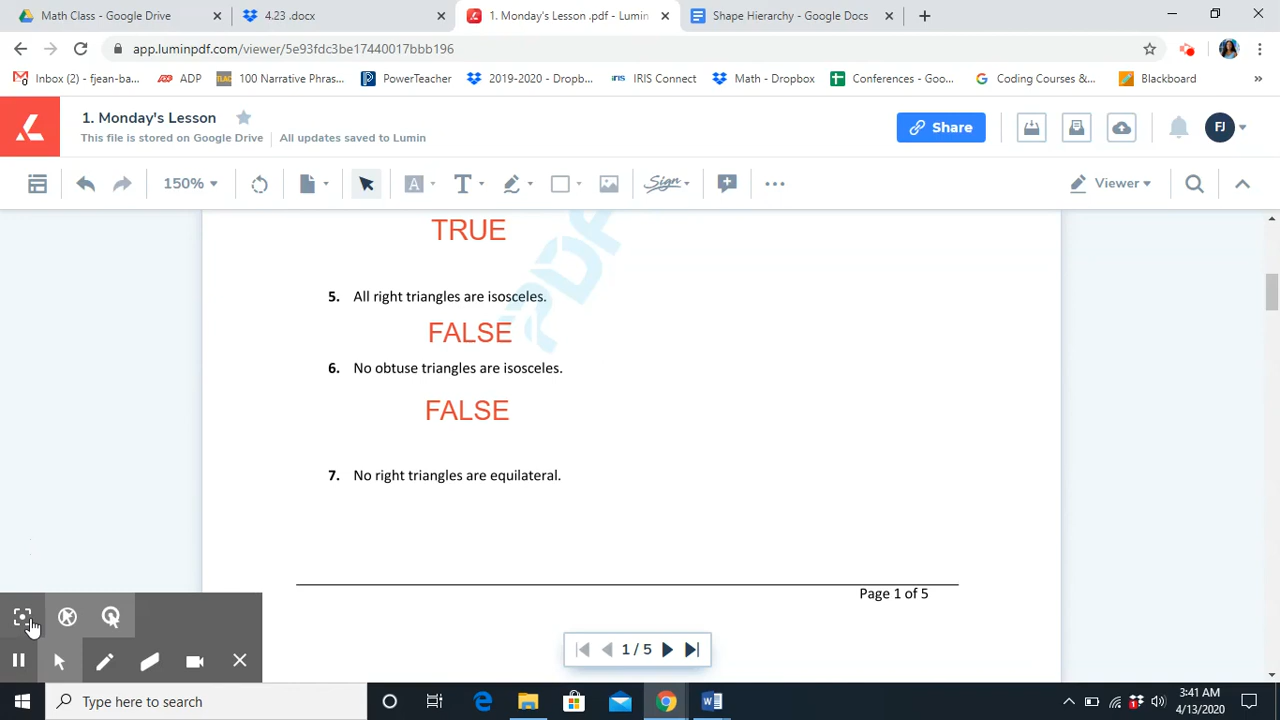 Math Class - Google Drive
4.23 .docx
1. Monday's Lesson .pdf - Lumin
Shape Hierarchy - Google Docs
app.luminpdf.com/viewer/5e93fdc3be17440017bbb196
Inbox (2) - fjean-ba...
ADP
TEAC
100 Narrative Phras...
PowerTeacher
2019-2020 – Dropb...
IRIS
IRIS Connect
Math - Dropbox
Conferences - Goo...
Coding Courses &...
Blackboard
1. Monday's Lesson
This file is stored on Google Drive
All updates saved to Lumin
Share
FJ
150%
A
T
Sign
Viewer
TRUE
PDF
5. All right triangles are isosceles.
FALSE
6. No obtuse triangles are isosceles.
FALSE
7. No right triangles are equilateral.
Page 1 of 5
1 / 5
Type here to search
3:41 AM
4/13/2020